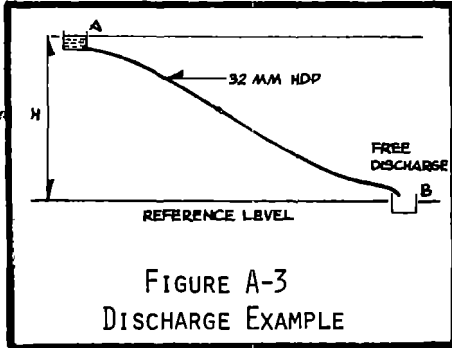 A
32 MM HDP
H
FREE
DISCHARGE
B
REFERENCE LEVEL
FIGURE A-3
DISCHARGE EXAMPLE